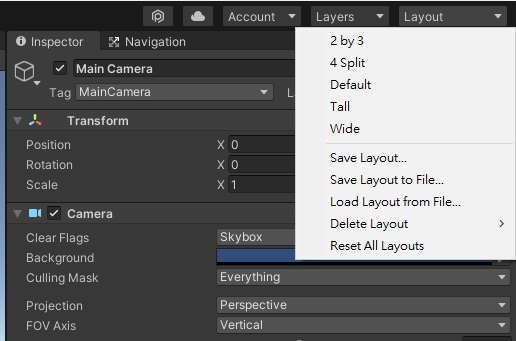 Account
Layers
Layout
Inspector
Navigation
2 by 3
4 Split
Default
Tall
Wide
Save Layout...
Save Layout to File...
Load Layout from File...
Delete Layout
Reset All Layouts
Main Camera
Tag
MainCamera
Transform
Position
X
0
Rotation
X
0
Scale
X
1
Camera
Clear Flags
Skybox
Background
Culling Mask
Everything
Projection
Perspective
FOV Axis
Vertical